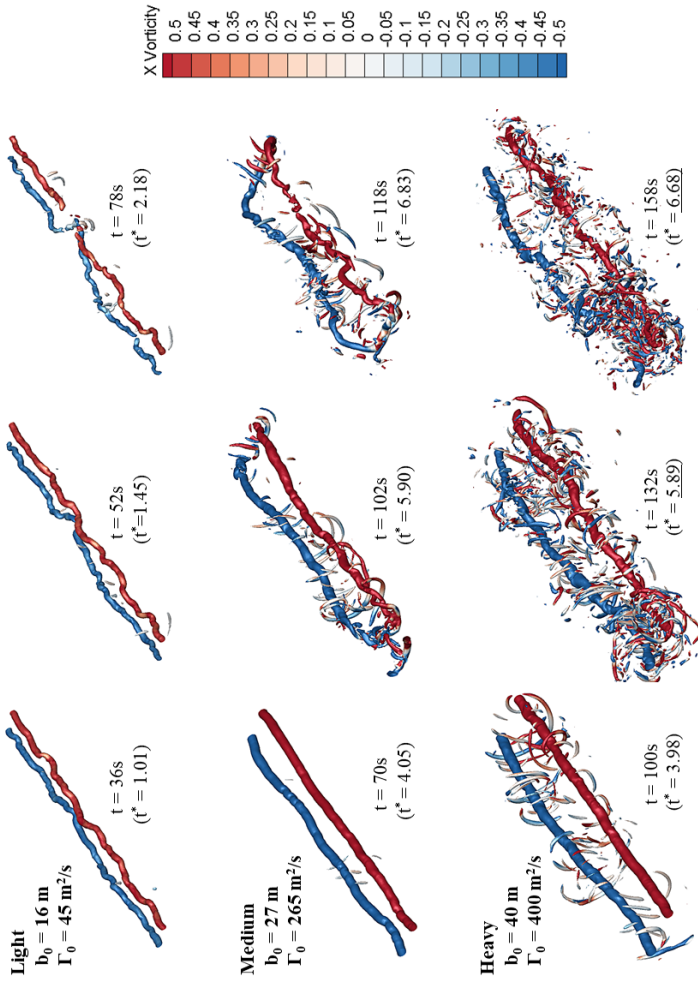 Light
b₀ = 16 m
Γ₀ = 45 m²/s
t = 36s
(t* = 1.01)
t = 52s
(t* =1.45)
t = 78s
(t* = 2.18)
Medium
b₀ = 27 m
Γ₀ = 265 m²/s
t = 70s
(t* = 4.05)
t = 102s
(t* = 5.90)
t = 118s
(t* = 6.83)
Heavy
b₀ = 40 m
Γ₀ = 400 m²/s
t = 100s
(t* = 3.98)
t = 132s
(t* = 5.89)
t = 158s
(t* = 6.68)
X Vorticity
0.5
0.45
0.4
0.35
0.3
0.25
0.2
0.15
0.1
0.05
0
-0.05
-0.1
-0.15
-0.2
-0.25
-0.3
-0.35
-0.4
-0.45
-0.5